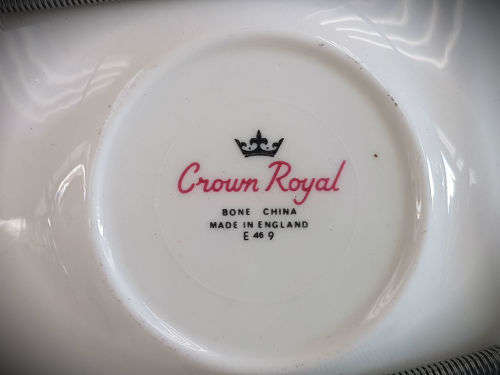 Crown Royal
BONE CHINA
MADE IN ENGLAND
E 46 9